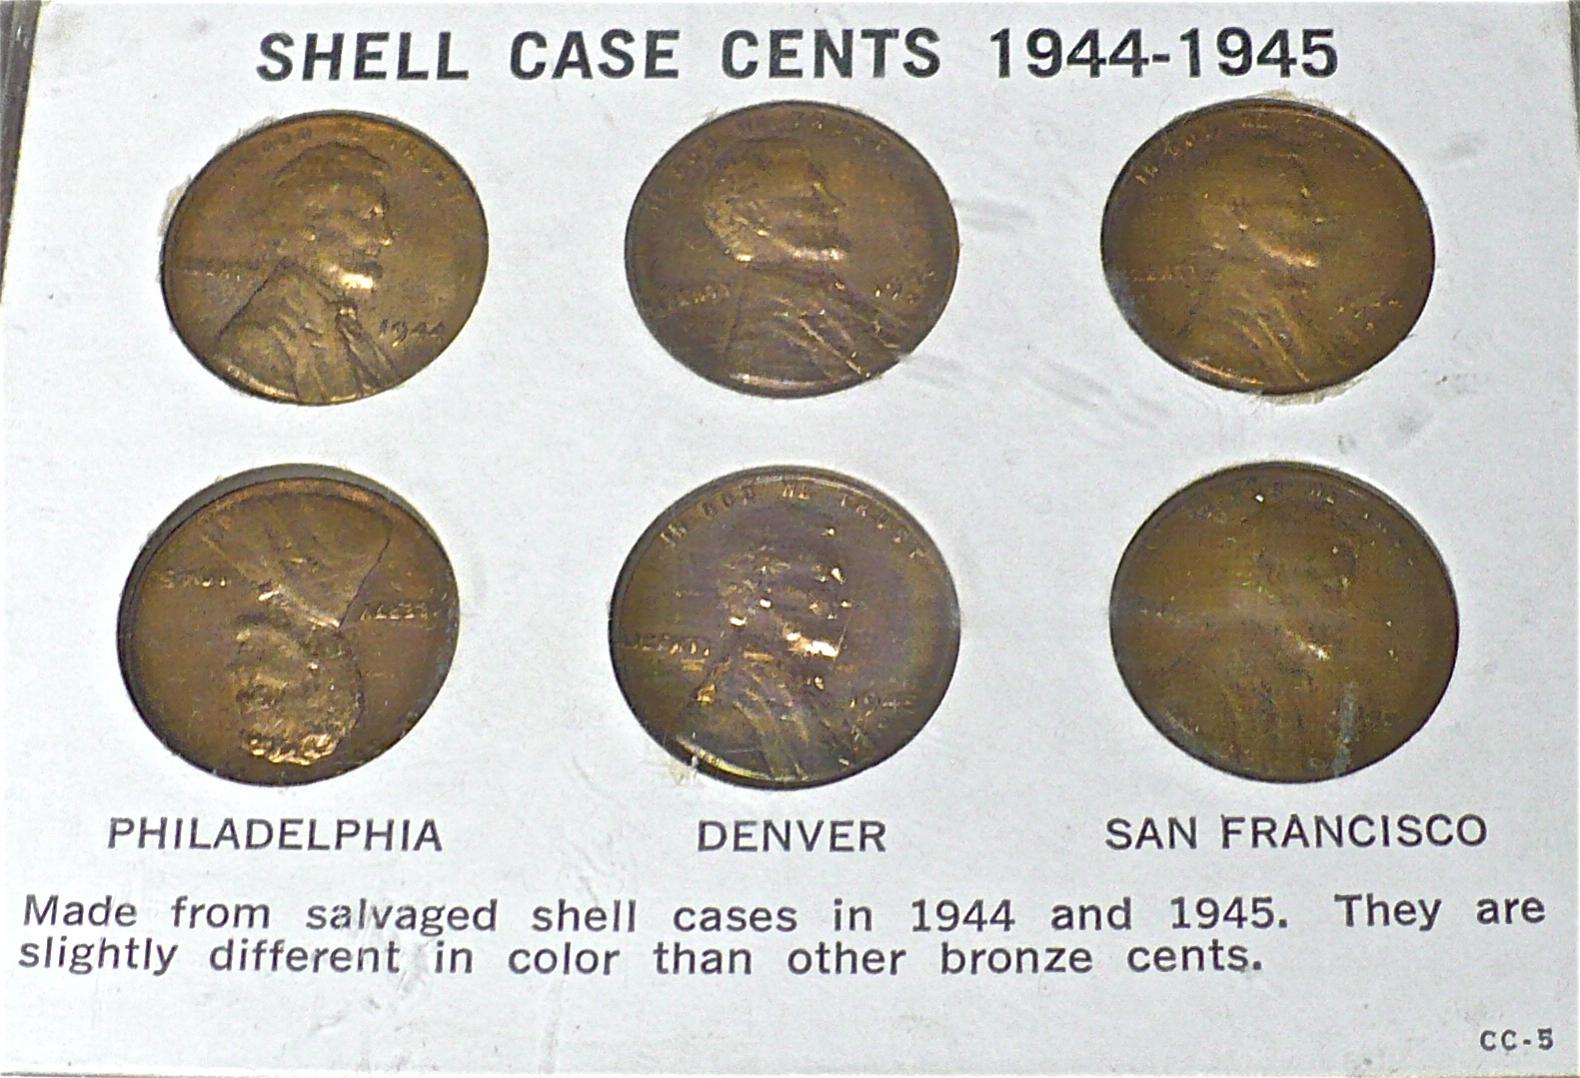 SHELL CASE CENTS 1944-1945
1944
PHILADELPHIA
DENVER
SAN FRANCISCO
Made from salvaged shell cases in 1944 and 1945. They are
slightly different in color than other bronze cents.
CC-5